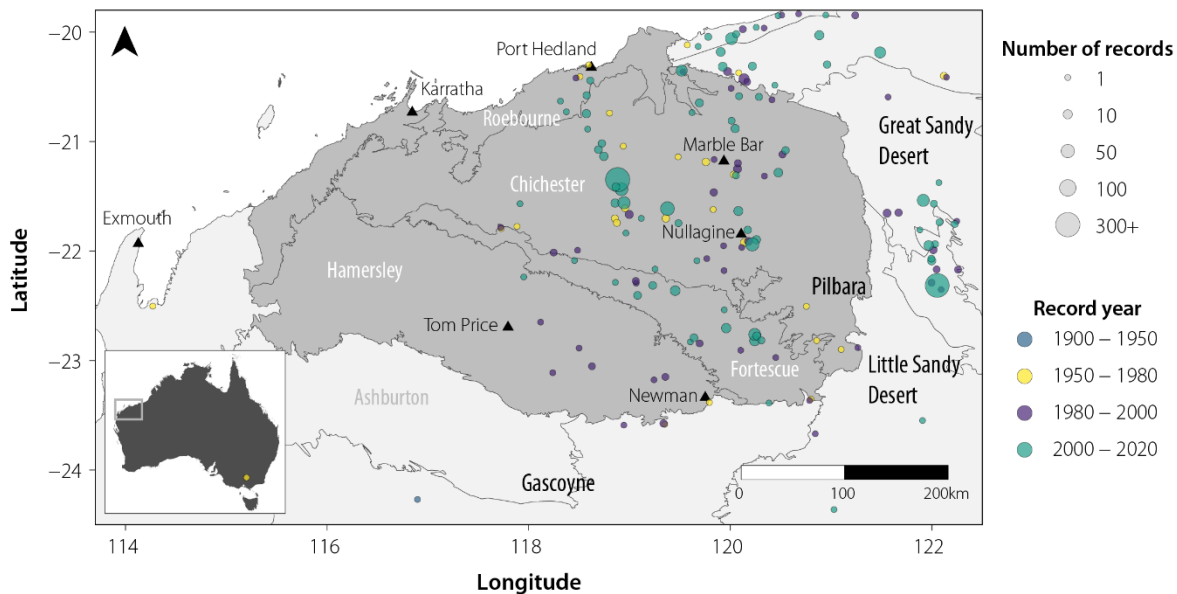 −20
−21
−22
−23
−24
Latitude
114
116
118
120
122
Longitude
Port Hedland
Karratha
Roebourne
Great Sandy
Desert
Marble Bar
Chichester
Exmouth
Nullagine
Hamersley
Pilbara
Tom Price
Fortescue
Little Sandy
Desert
Newman
Ashburton
Gascoyne
0
100
200km
Number of records
1
10
50
100
300+
Record year
1900 – 1950
1950 – 1980
1980 – 2000
2000 – 2020